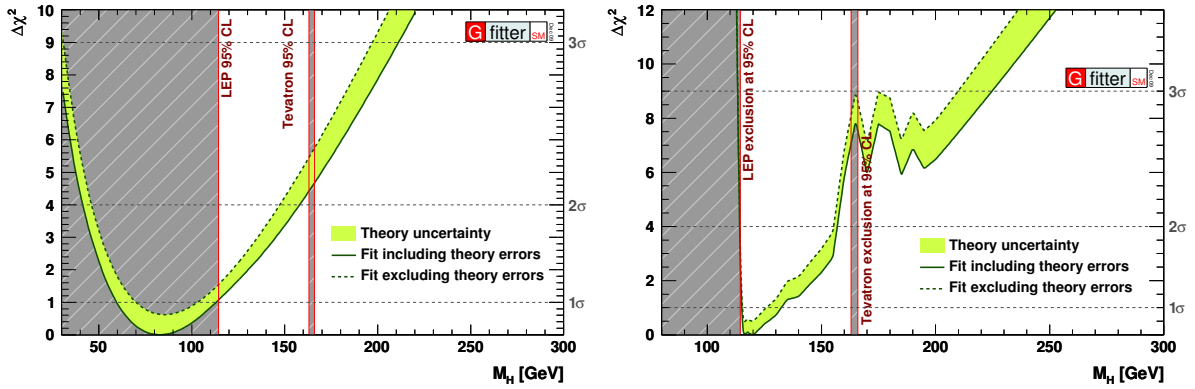 Δχ²
10
9
8
7
6
5
4
3
2
1
0
50
100
150
200
250
300
M_H [GeV]
LEP 95% CL
Tevatron 95% CL
G fitter SM
Dec 09
3σ
2σ
1σ
Theory uncertainty
Fit including theory errors
Fit excluding theory errors
Δχ²
12
10
8
6
4
2
0
100
150
200
250
300
M_H [GeV]
LEP exclusion at 95% CL
Tevatron exclusion at 95% CL
G fitter SM
Dec 09
3σ
2σ
1σ
Theory uncertainty
Fit including theory errors
Fit excluding theory errors